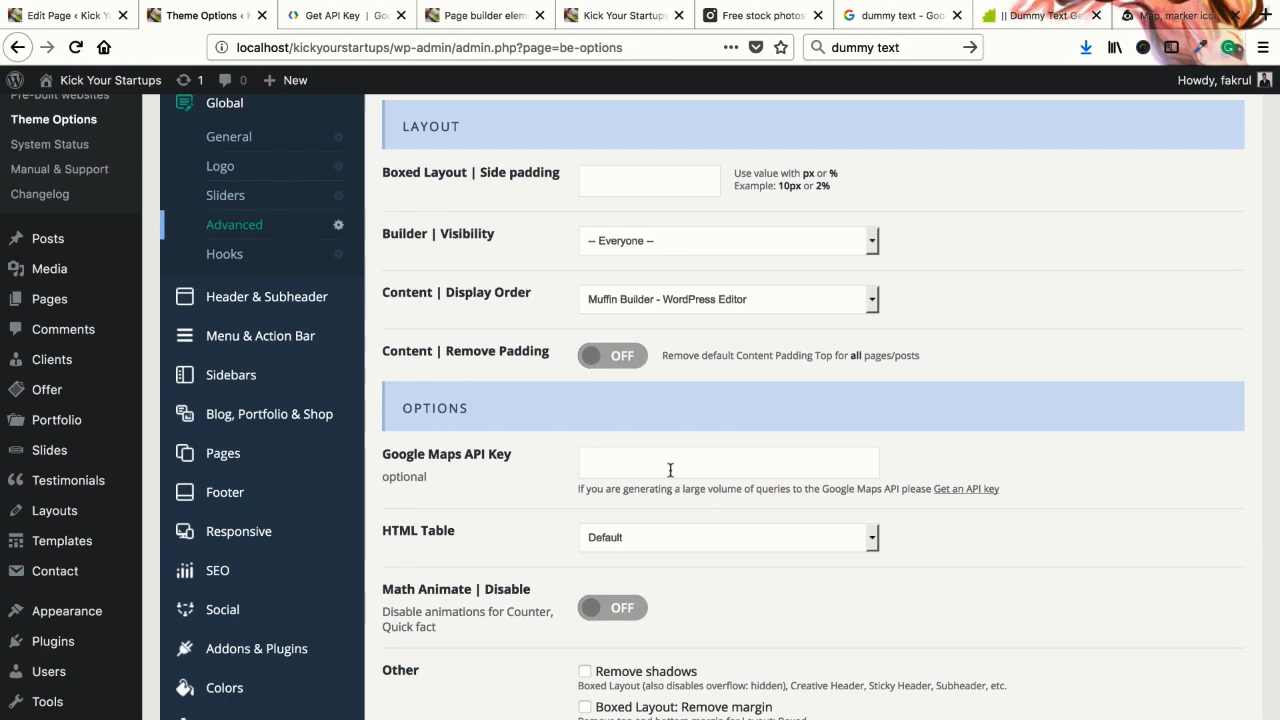 Edit Page ‹ Kick Y
Theme Options ‹ K
Get API Key | Go
Page builder elem
Kick Your Startups
Free stock photos
dummy text - Goo
|| Dummy Text Ge
Map, marker ico
localhost/kickyourstartups/wp-admin/admin.php?page=be-options
dummy text
Kick Your Startups
1
0
New
Howdy, fakrul
Pre-built websites
Theme Options
System Status
Manual & Support
Changelog
Posts
Media
Pages
Comments
Clients
Offer
Portfolio
Slides
Testimonials
Layouts
Templates
Contact
Appearance
Plugins
Users
Tools
Global
General
Logo
Sliders
Advanced
Hooks
Header & Subheader
Menu & Action Bar
Sidebars
Blog, Portfolio & Shop
Pages
Footer
Responsive
SEO
Social
Addons & Plugins
Colors
LAYOUT
Boxed Layout | Side padding
Use value with px or %
Example: 10px or 2%
Builder | Visibility
-- Everyone --
Content | Display Order
Muffin Builder - WordPress Editor
Content | Remove Padding
OFF
Remove default Content Padding Top for all pages/posts
OPTIONS
Google Maps API Key
optional
If you are generating a large volume of queries to the Google Maps API please Get an API key
HTML Table
Default
Math Animate | Disable
Disable animations for Counter,
Quick fact
OFF
Other
Remove shadows
Boxed Layout (also disables overflow: hidden), Creative Header, Sticky Header, Subheader, etc.
Boxed Layout: Remove margin